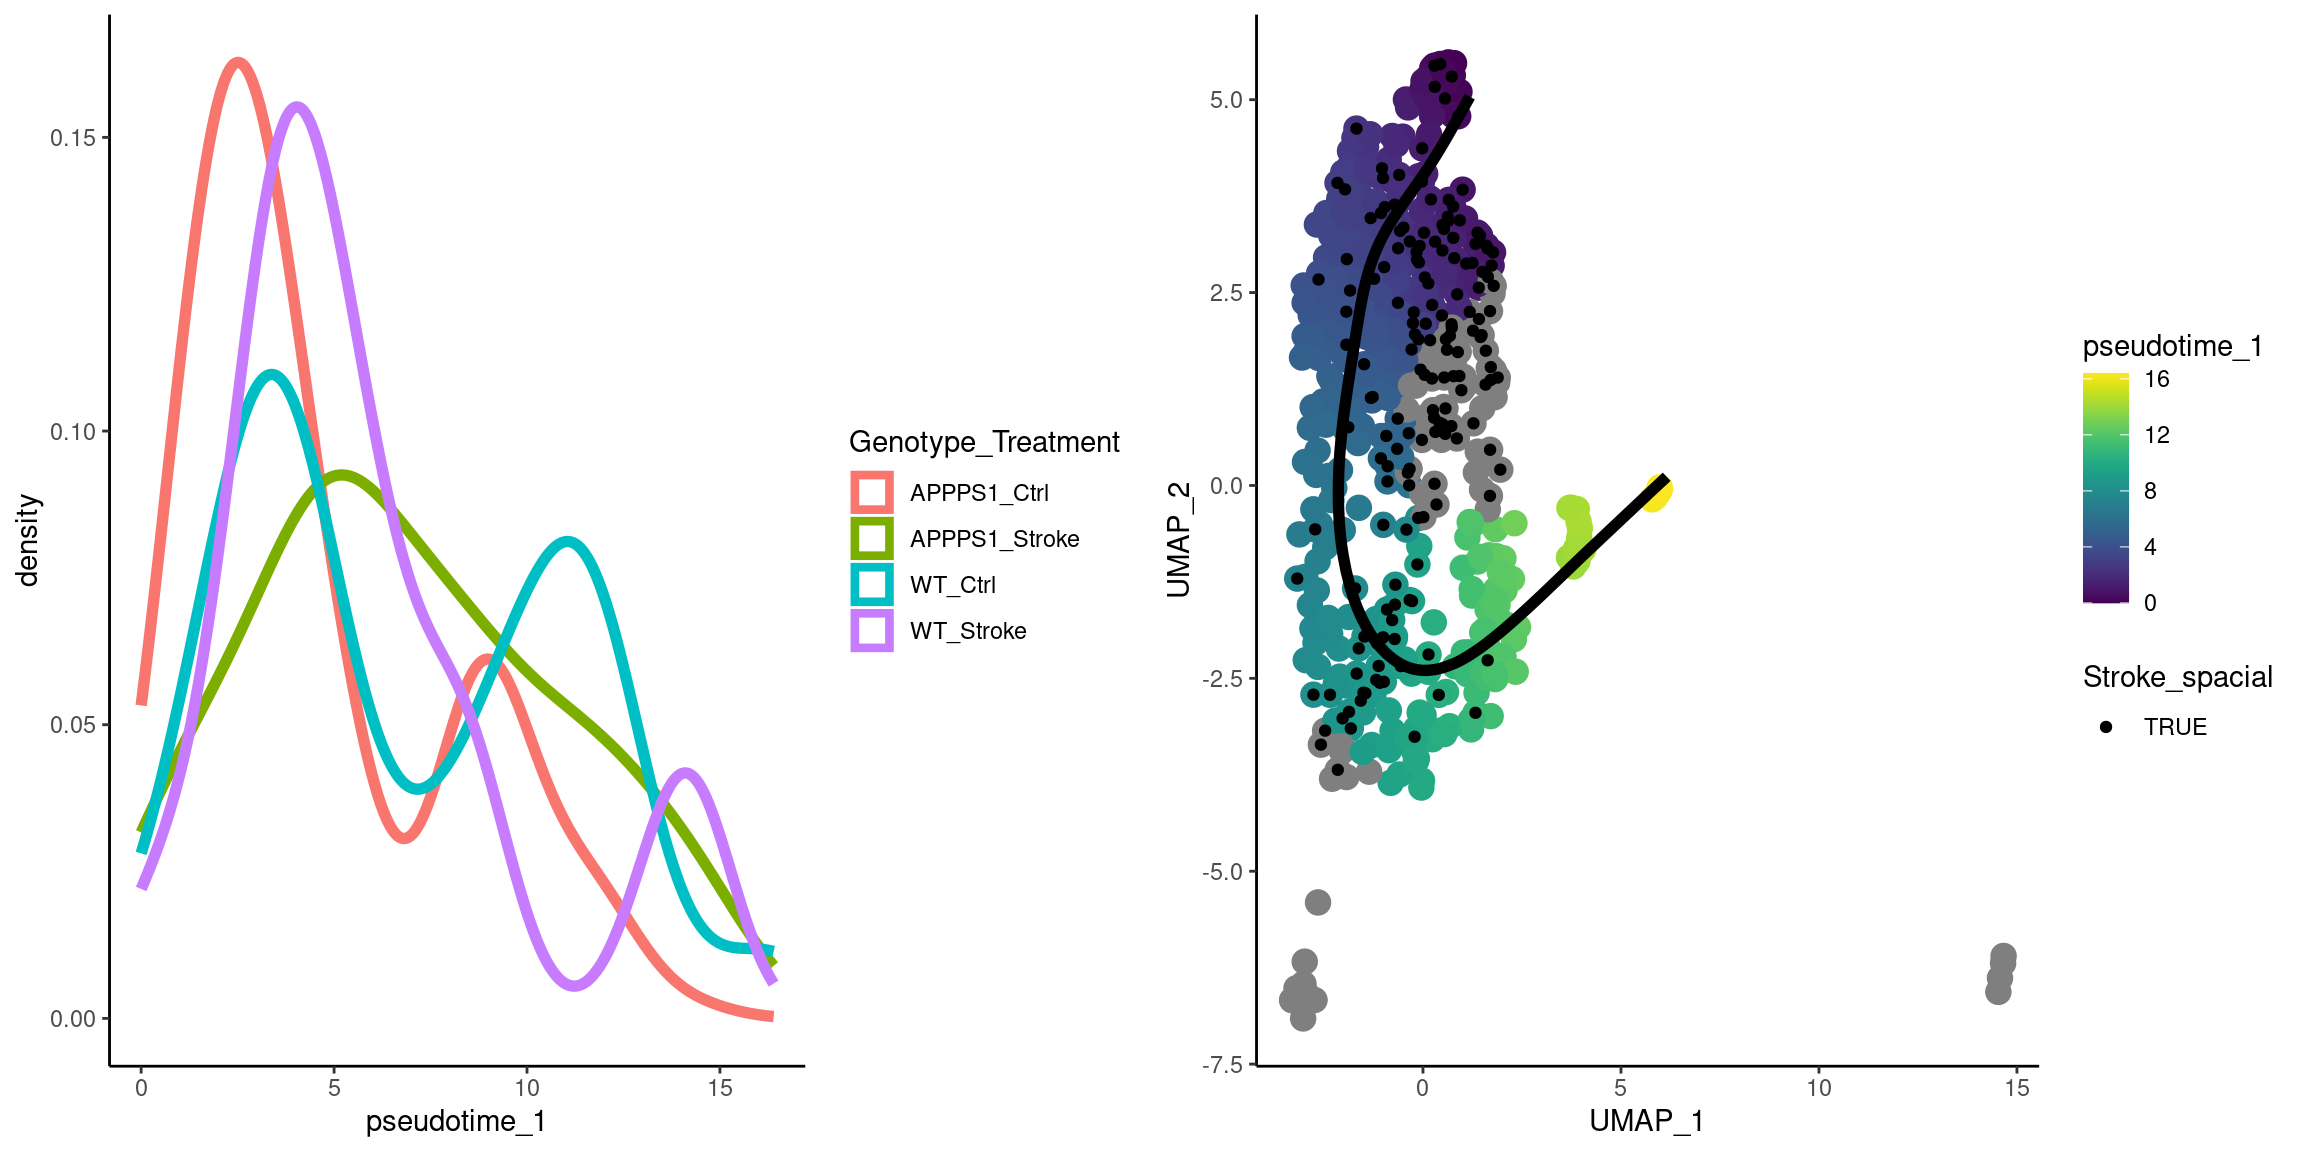 density
0.15
0.10
0.05
0.00
0 5 10 15
pseudotime_1
Genotype_Treatment
APPPS1_Ctrl
APPPS1_Stroke
WT_Ctrl
WT_Stroke
UMAP_2
5.0
2.5
0.0
-2.5
-5.0
-7.5
0 5 10 15
UMAP_1
pseudotime_1
16
12
8
4
0
Stroke_spacial
TRUE